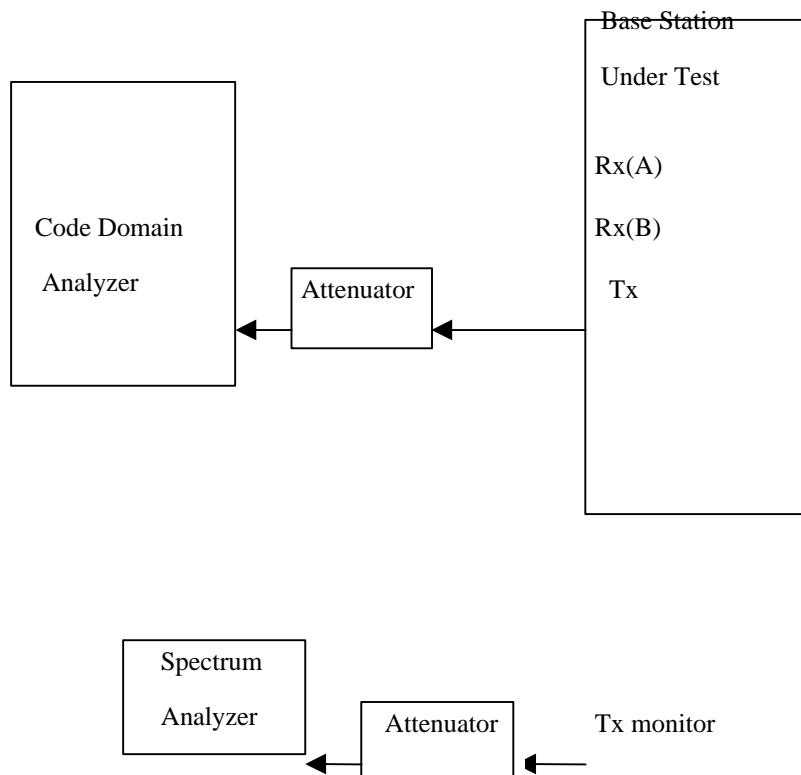 Base Station
Under Test
Rx(A)
Code Domain
Rx(B)
Analyzer
Attenuator
Tx
Spectrum
Analyzer
Attenuator
Tx monitor